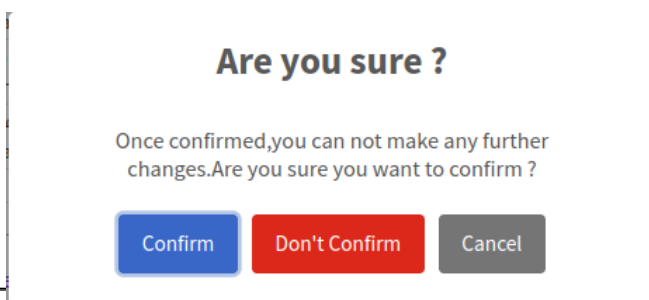 Are you sure ?
Once confirmed,you can not make any further
changes.Are you sure you want to confirm ?
Confirm Don't Confirm Cancel